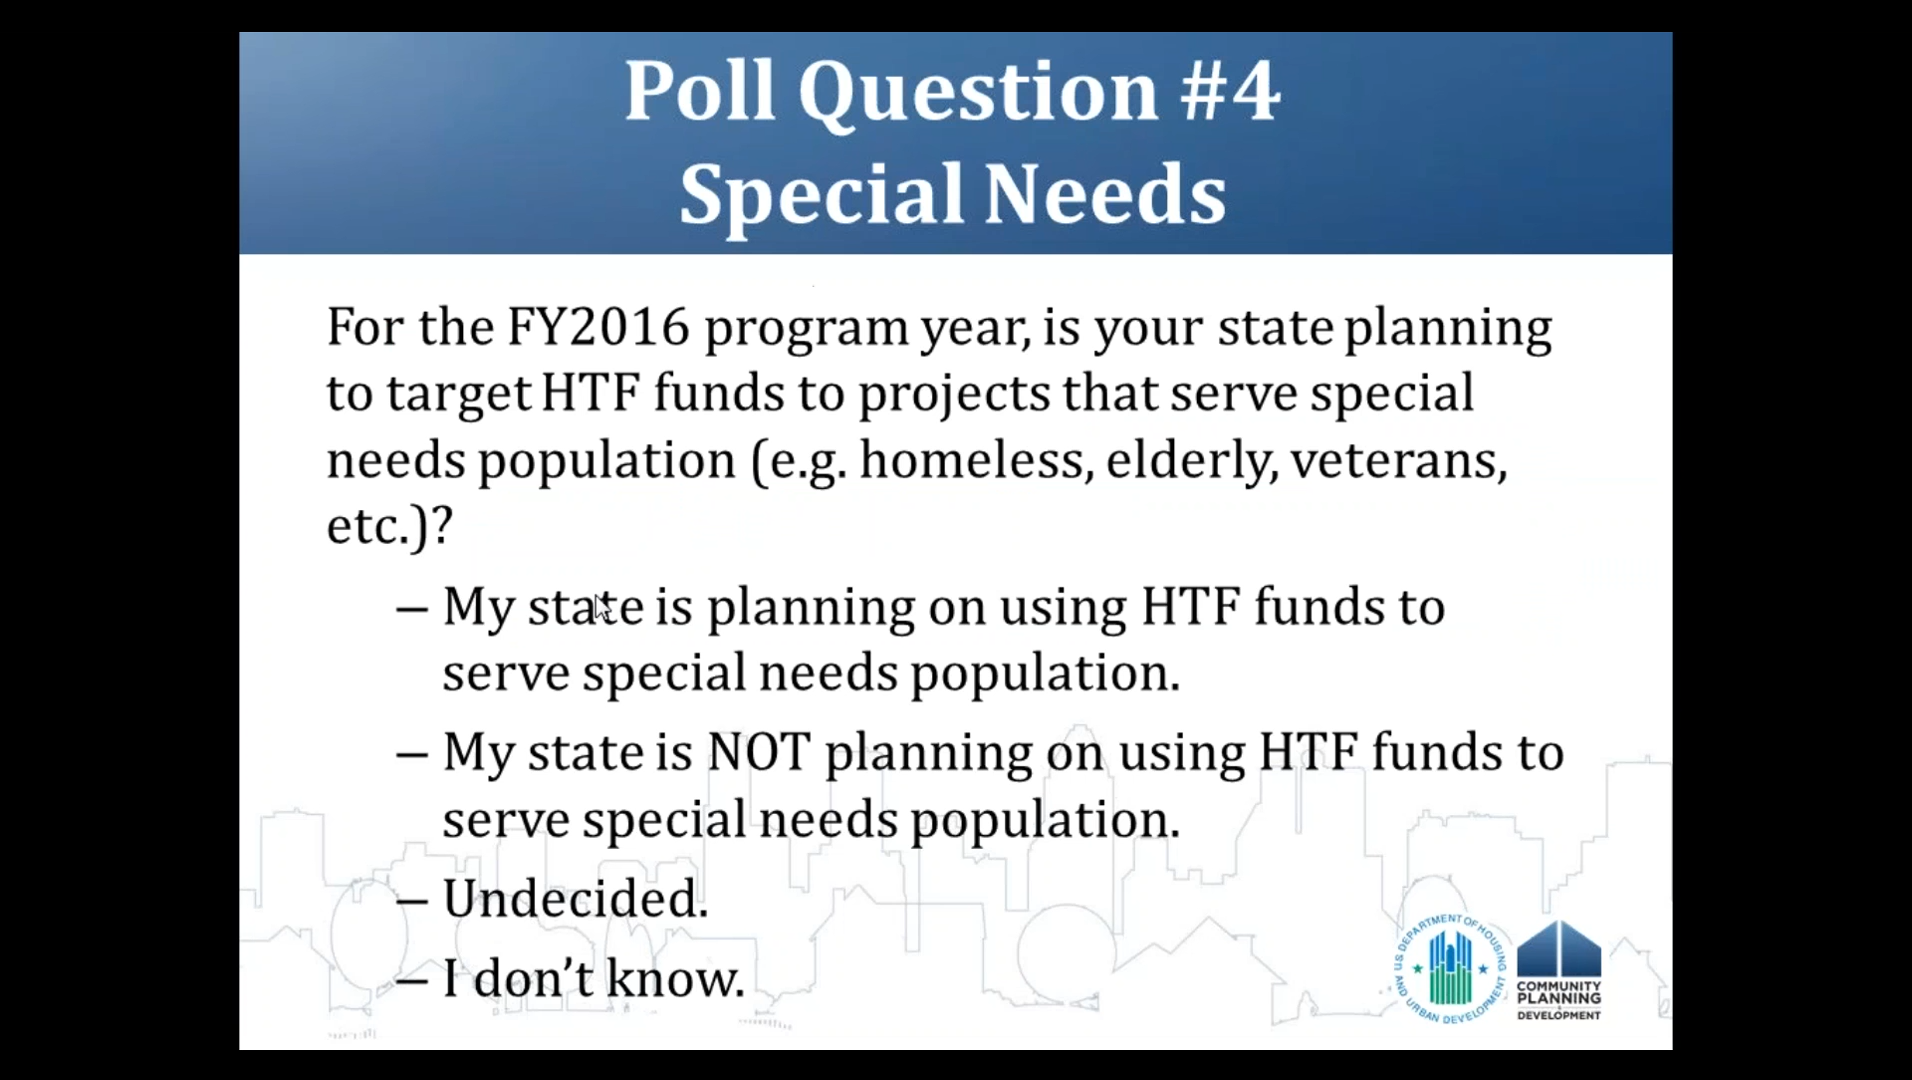 Poll Question #4
Special Needs
For the FY2016 program year, is your state planning
to target HTF funds to projects that serve special
needs population (e.g. homeless, elderly, veterans,
etc.)?
– My state is planning on using HTF funds to
serve special needs population.
– My state is NOT planning on using HTF funds to
serve special needs population.
– Undecided.
– I don’t know.
U.S. DEPARTMENT OF HOUSING
AND URBAN DEVELOPMENT
COMMUNITY
PLANNING
DEVELOPMENT